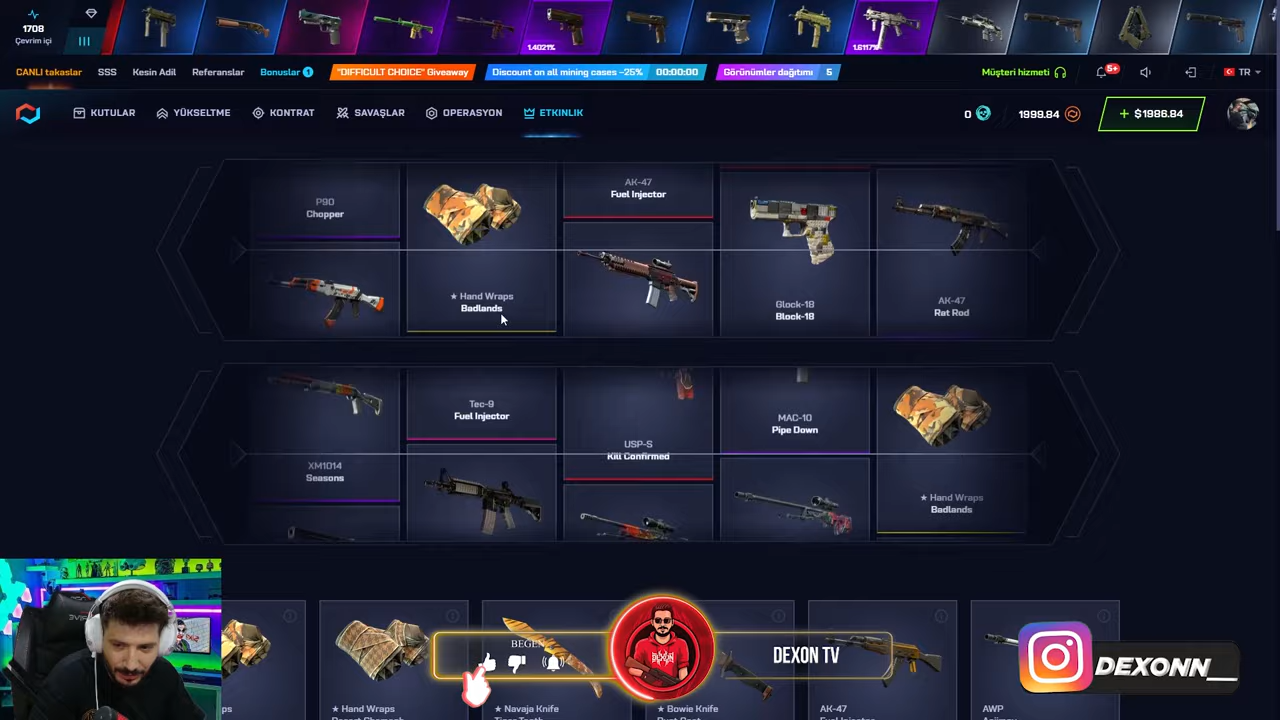 1708
Çevrim içi
1.4021%
1.6117%
CANLI takaslar
SSS
Kesin Adil
Referanslar
Bonuslar 1
"DIFFICULT CHOICE" Giveaway
Discount on all mining cases −25% 00:00:00
Görünümler dağıtımı 5
Müşteri hizmeti
5+
TR
KUTULAR
YÜKSELTME
KONTRAT
SAVAŞLAR
OPERASYON
ETKINLIK
0
1999.84
+ $1986.84
P90
Chopper
★ Hand Wraps
Badlands
AK-47
Fuel Injector
Glock-18
Block-18
AK-47
Rat Rod
XM1014
Seasons
Tec-9
Fuel Injector
USP-S
Kill Confirmed
MAC-10
Pipe Down
★ Hand Wraps
Badlands
BEĞEN
DEXON TV
DEXONN__
★ Hand Wraps
★ Navaja Knife
★ Bowie Knife
AK-47
AWP